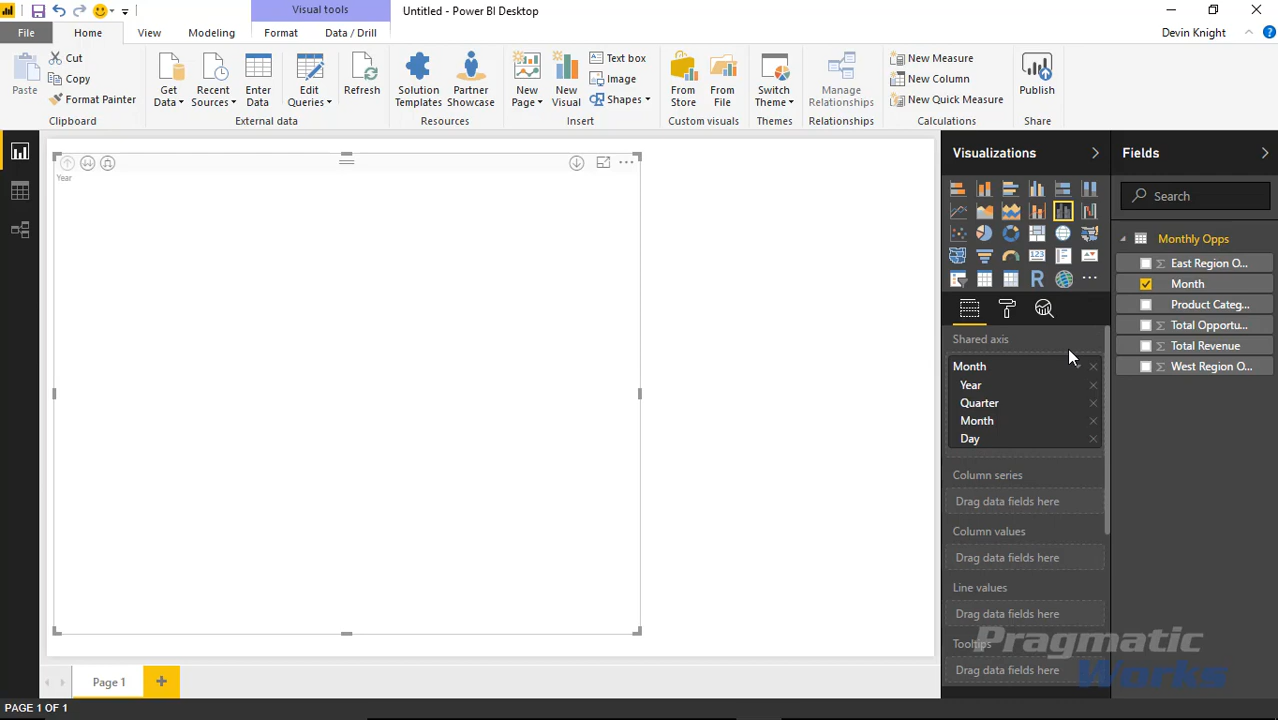 Visual tools
Untitled - Power BI Desktop
File
Home
View
Modeling
Format
Data / Drill
Devin Knight
Paste
Cut
Copy
Format Painter
Clipboard
Get Data
Recent Sources
Enter Data
Edit Queries
Refresh
External data
Solution Templates
Partner Showcase
Resources
New Page
New Visual
Text box
Image
Shapes
Insert
From Store
From File
Custom visuals
Switch Theme
Themes
Manage Relationships
Relationships
New Measure
New Column
New Quick Measure
Calculations
Publish
Share
Year
Visualizations
123
R
Shared axis
Month
Year
Quarter
Month
Day
Column series
Drag data fields here
Column values
Drag data fields here
Line values
Drag data fields here
Tooltips
Drag data fields here
Fields
Search
Monthly Opps
East Region O...
Month
Product Categ...
Total Opportu...
Total Revenue
West Region O...
Pragmatic
Works
Page 1
PAGE 1 OF 1